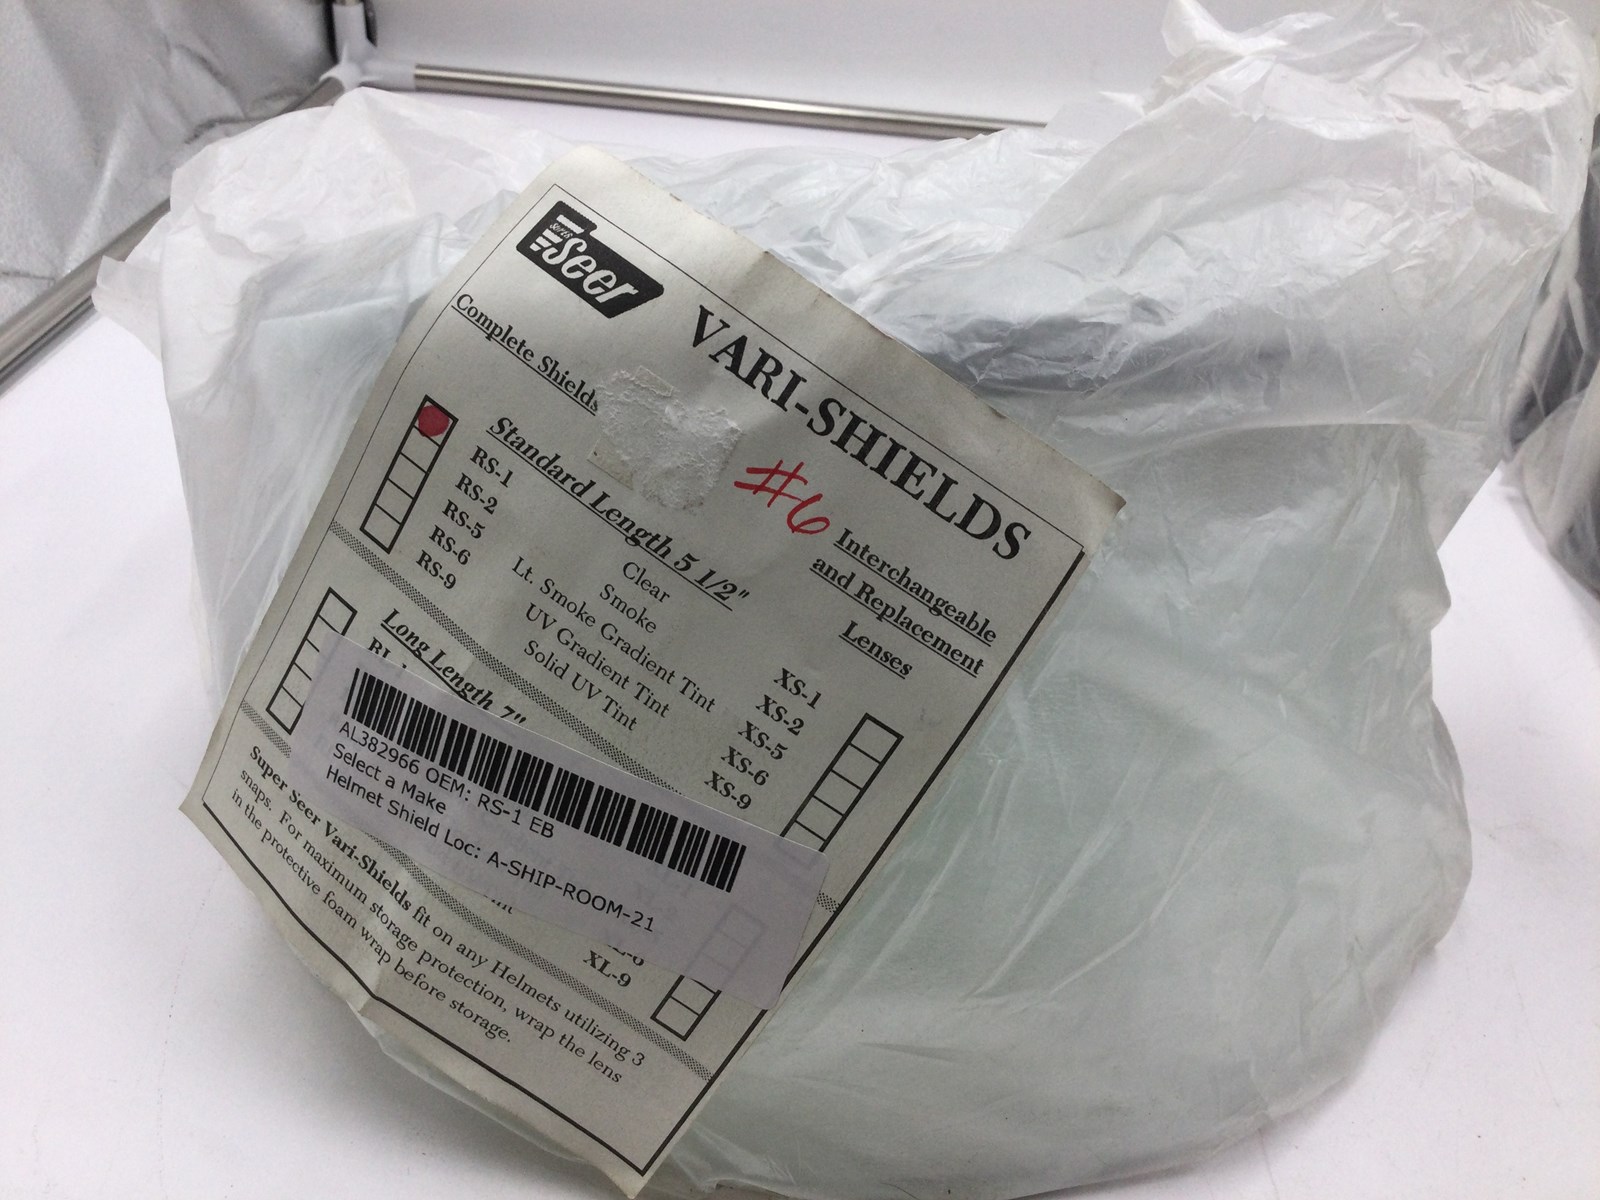 Super
Seer
VARI-SHIELDS
Complete Shields
#6
Interchangeable
and Replacement
Lenses
Standard Length 5 1/2"
RS-1 Clear XS-1
RS-2 Smoke XS-2
RS-5 Lt. Smoke Gradient Tint XS-5
RS-6 UV Gradient Tint XS-6
RS-9 Solid UV Tint XS-9
Long Length 7"
AL382966 OEM: RS-1 EB
Select a Make
Helmet Shield Loc: A-SHIP-ROOM-21
XL-9
Super Seer Vari-Shields fit on any Helmets utilizing 3
snaps. For maximum storage protection, wrap the lens
in the protective foam wrap before storage.